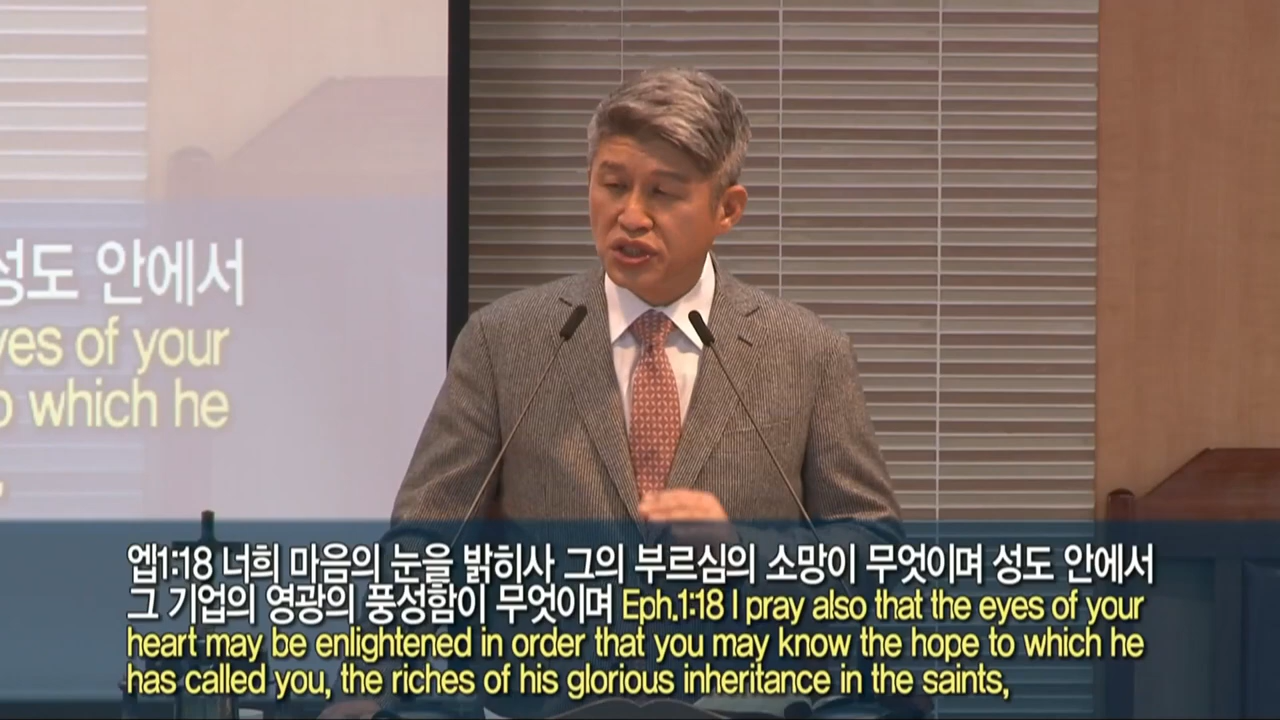 성도 안에서
yes of your
o which he
엡1:18 너희 마음의 눈을 밝히사 그의 부르심의 소망이 무엇이며 성도 안에서
그 기업의 영광의 풍성함이 무엇이며 Eph.1:18 I pray also that the eyes of your
heart may be enlightened in order that you may know the hope to which he
has called you, the riches of his glorious inheritance in the saints,